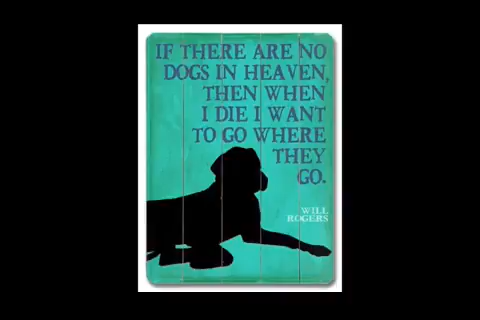 IF THERE ARE NO
DOGS IN HEAVEN,
THEN WHEN
I DIE I WANT
TO GO WHERE
THEY
GO.
WILL
ROGERS